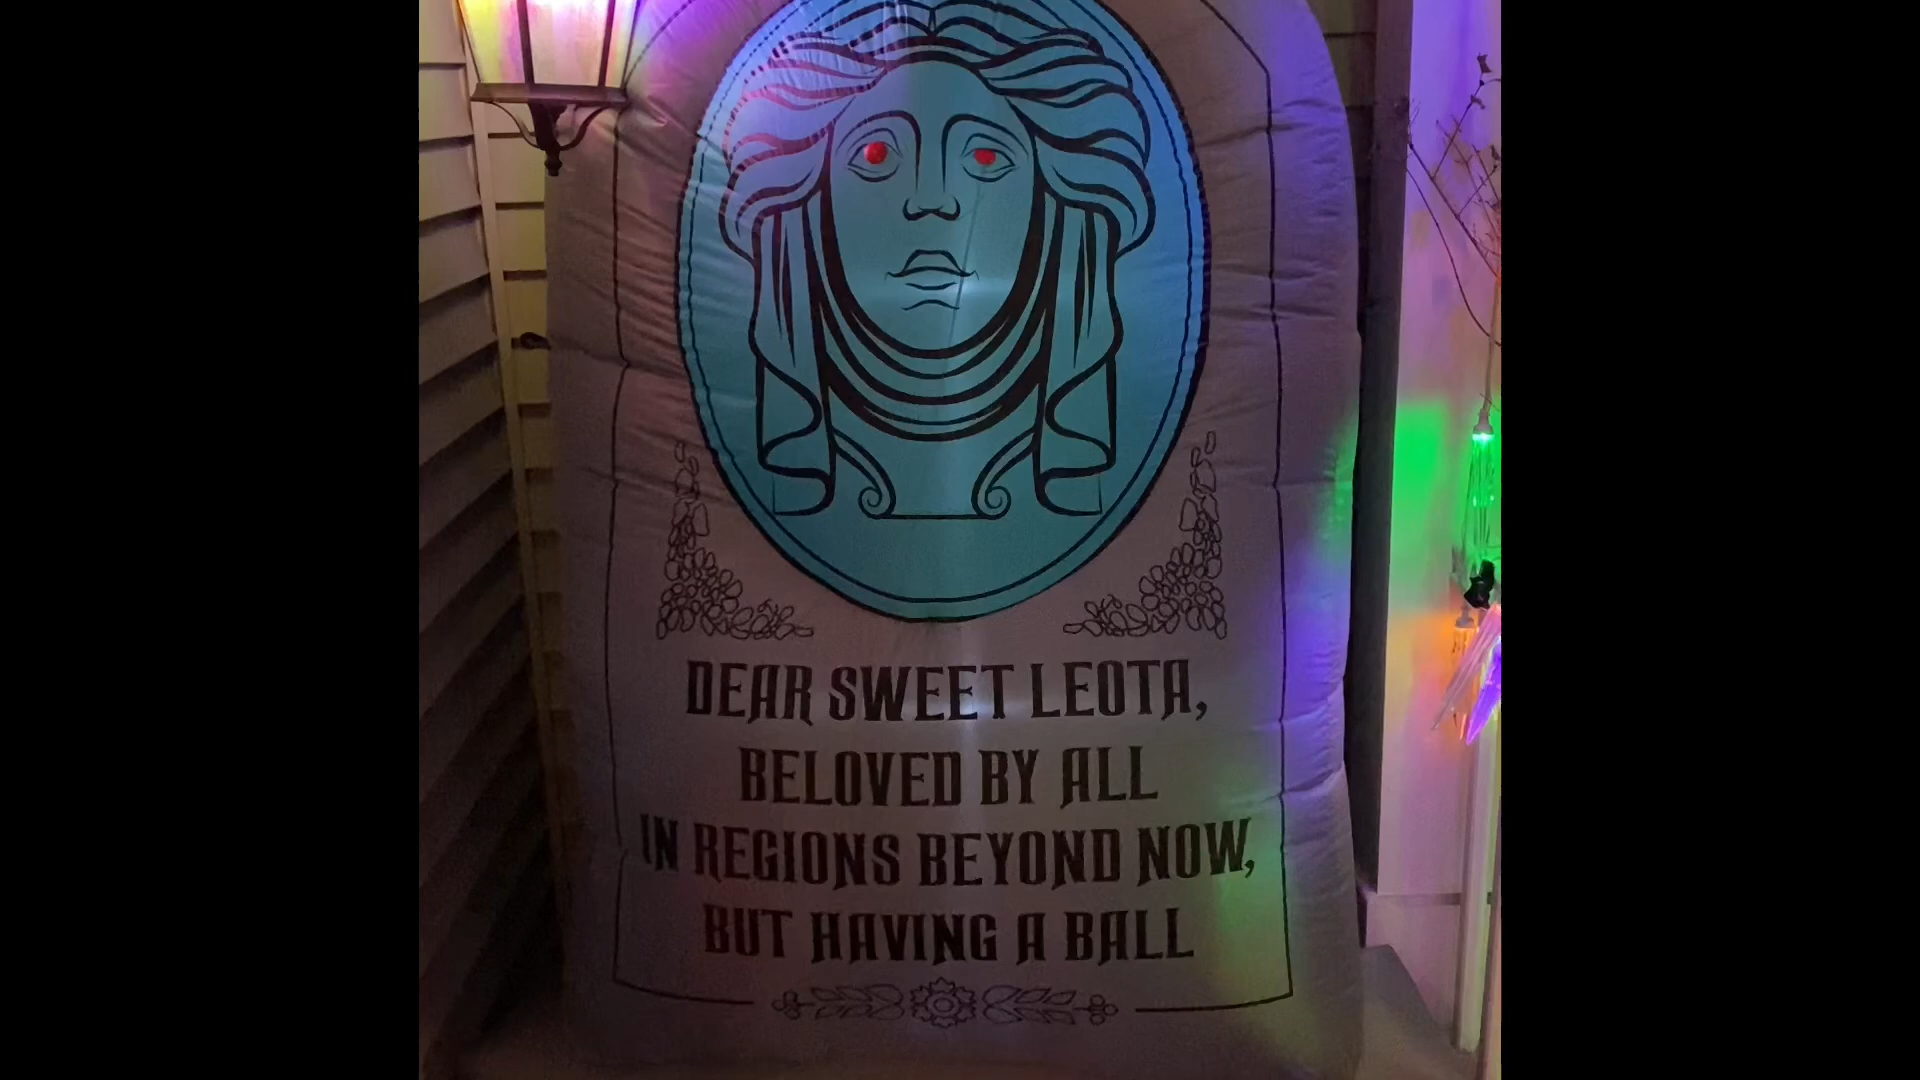 DEAR SWEET LEOTA,
BELOVED BY ALL
IN REGIONS BEYOND NOW,
BUT HAVING A BALL